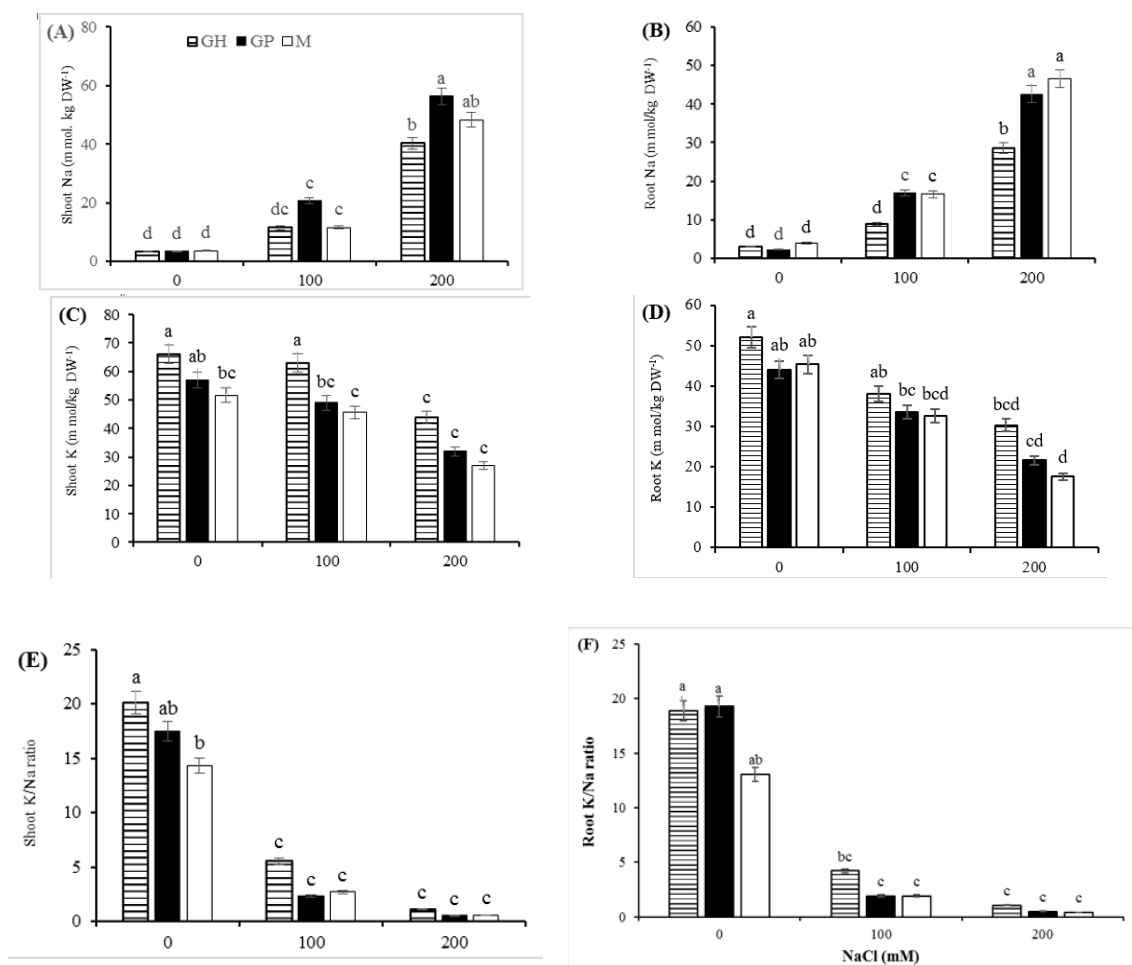 (A)
GH GP M
Shoot Na (m mol. kg DW-1)
80
60
40
20
0
d d d
dc c c
b a ab
0 100 200
(B)
Root Na (m mol/kg DW-1)
60
50
40
30
20
10
0
d d d
d c c
b a a
0 100 200
(C)
Shoot K (m mol/kg DW-1)
80
70
60
50
40
30
20
10
0
a ab bc
a bc c
c c c
0 100 200
(D)
Root K (m mol/kg DW-1)
60
50
40
30
20
10
0
a ab ab
ab bc bcd
bcd cd d
0 100 200
(E)
Shoot K/Na ratio
25
20
15
10
5
0
a ab b
c c c
c c c
0 100 200
(F)
Root K/Na ratio
25
20
15
10
5
0
a a ab
bc c c
c c c
0 100 200
NaCl (mM)